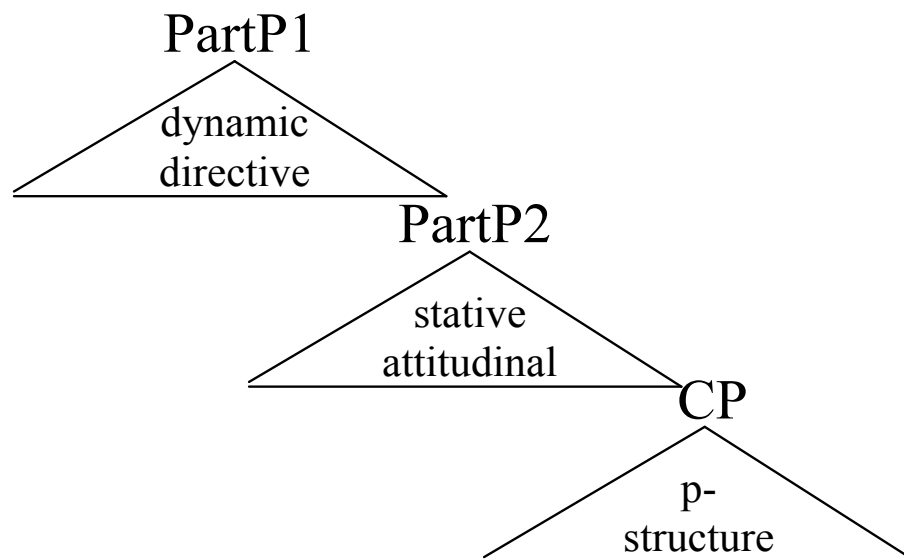 PartP1
dynamic
directive
PartP2
stative
attitudinal
CP
p-
structure